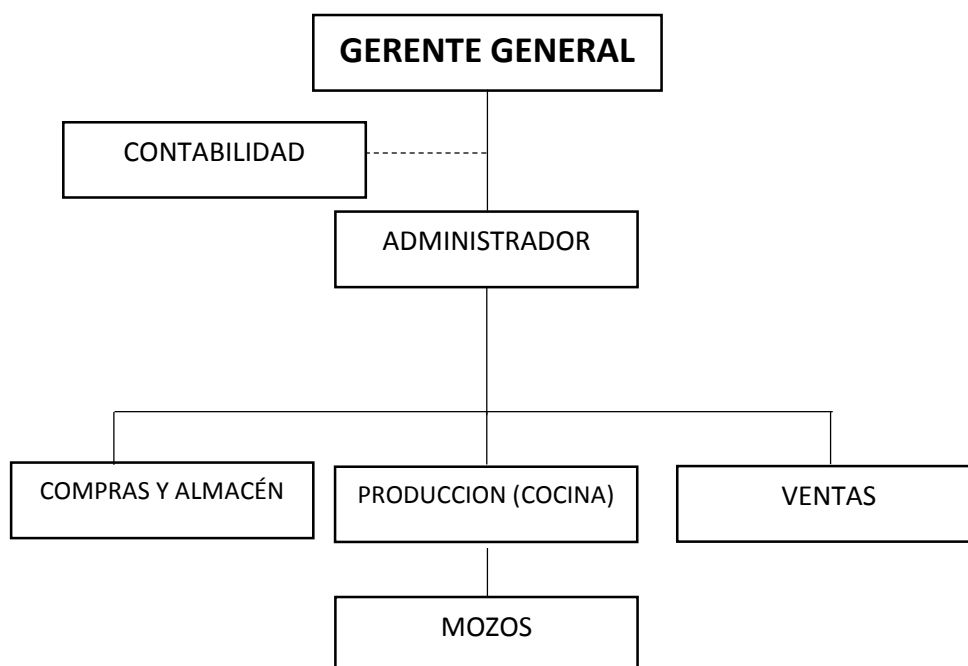 GERENTE GENERAL
CONTABILIDAD
ADMINISTRADOR
COMPRAS Y ALMACÉN
PRODUCCION (COCINA)
VENTAS
MOZOS